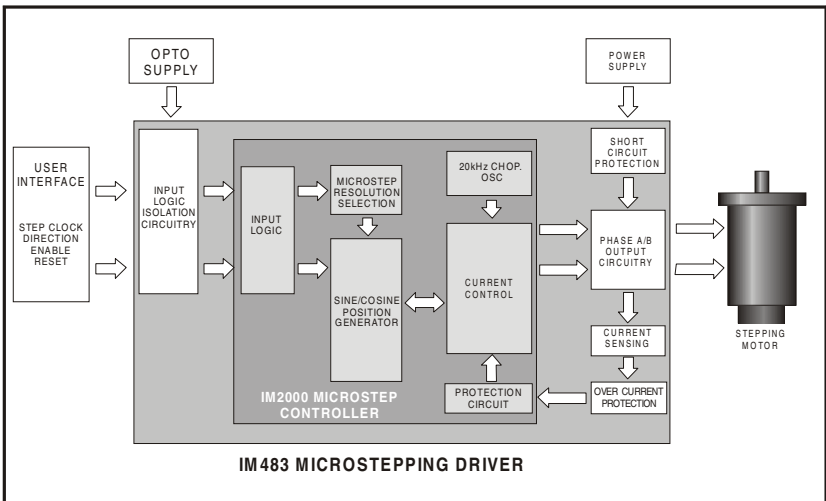 OPTO
SUPPLY
POWER
SUPPLY
USER
INTERFACE
STEP CLOCK
DIRECTION
ENABLE
RESET
INPUT
LOGIC
ISOLATION
CIRCUITRY
INPUT
LOGIC
MICROSTEP
RESOLUTION
SELECTION
SINE/COSINE
POSITION
GENERATOR
20kHz CHOP.
OSC
CURRENT
CONTROL
PROTECTION
CIRCUIT
IM2000 MICROSTEP
CONTROLLER
SHORT
CIRCUIT
PROTECTION
PHASE A/B
OUTPUT
CIRCUITRY
CURRENT
SENSING
OVER CURRENT
PROTECTION
STEPPING
MOTOR
IM483 MICROSTEPPING DRIVER